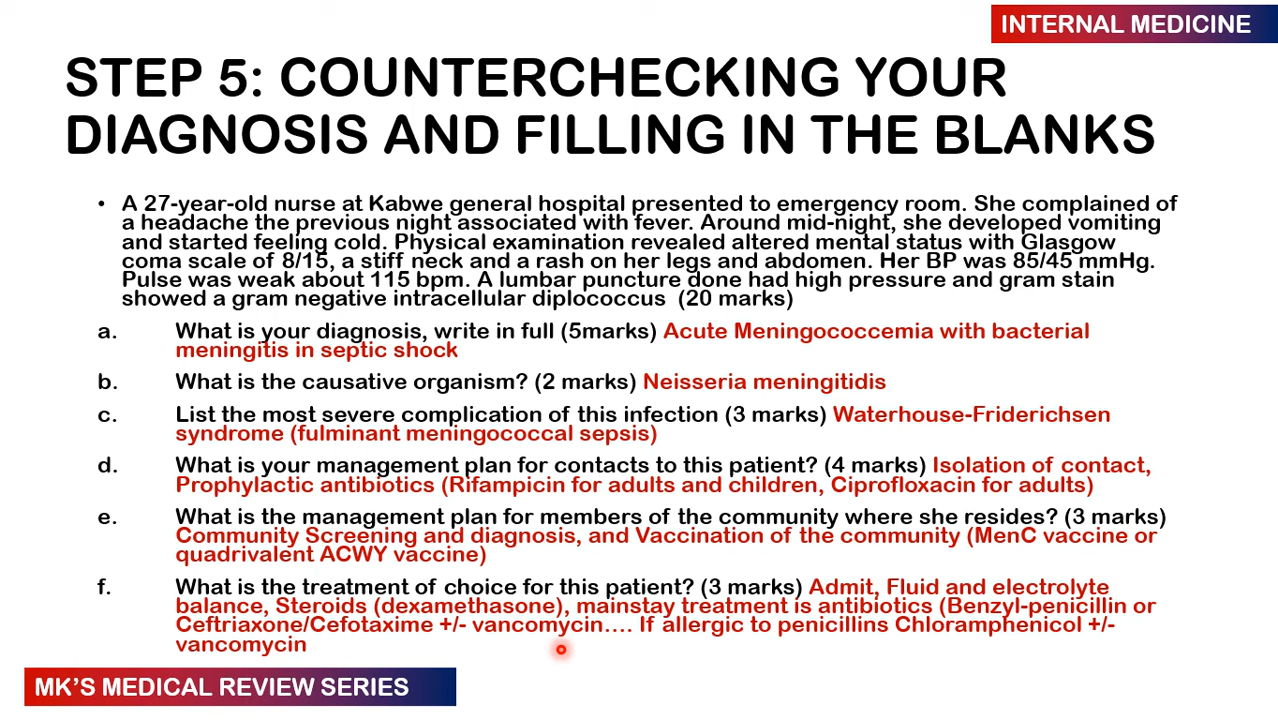 INTERNAL MEDICINE
STEP 5: COUNTERCHECKING YOUR
DIAGNOSIS AND FILLING IN THE BLANKS
• A 27-year-old nurse at Kabwe general hospital presented to emergency room. She complained of
a headache the previous night associated with fever. Around mid-night, she developed vomiting
and started feeling cold. Physical examination revealed altered mental status with Glasgow
coma scale of 8/15, a stiff neck and a rash on her legs and abdomen. Her BP was 85/45 mmHg.
Pulse was weak about 115 bpm. A lumbar puncture done had high pressure and gram stain
showed a gram negative intracellular diplococcus (20 marks)
a. What is your diagnosis, write in full (5marks) Acute Meningococcemia with bacterial
meningitis in septic shock
b. What is the causative organism? (2 marks) Neisseria meningitidis
c. List the most severe complication of this infection (3 marks) Waterhouse-Friderichsen
syndrome (fulminant meningococcal sepsis)
d. What is your management plan for contacts to this patient? (4 marks) Isolation of contact,
Prophylactic antibiotics (Rifampicin for adults and children, Ciprofloxacin for adults)
e. What is the management plan for members of the community where she resides? (3 marks)
Community Screening and diagnosis, and Vaccination of the community (MenC vaccine or
quadrivalent ACWY vaccine)
f. What is the treatment of choice for this patient? (3 marks) Admit, Fluid and electrolyte
balance, Steroids (dexamethasone), mainstay treatment is antibiotics (Benzyl-penicillin or
Ceftriaxone/Cefotaxime +/- vancomycin.... If allergic to penicillins Chloramphenicol +/-
vancomycin
MK'S MEDICAL REVIEW SERIES